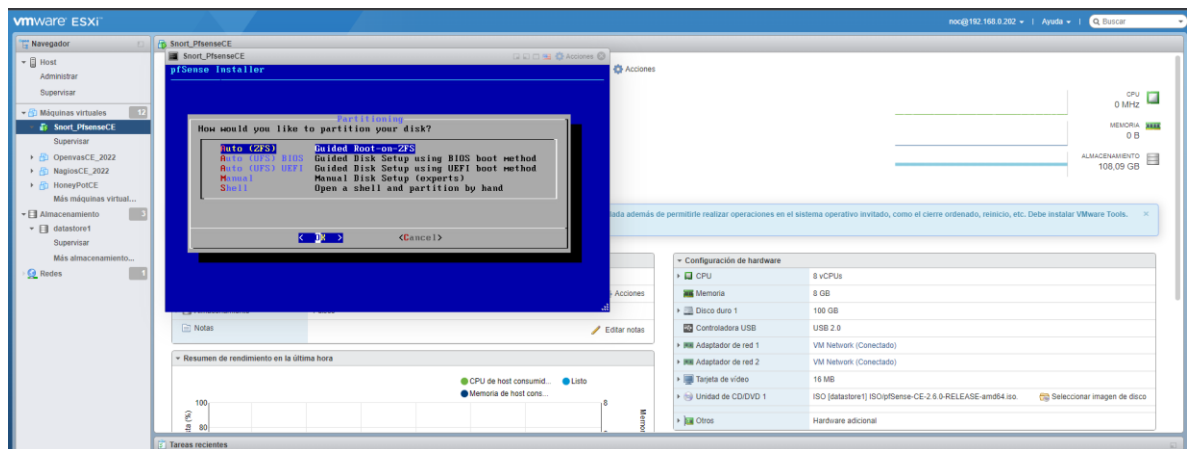 vmware ESXi
noc@192.168.0.202 | Ayuda | Buscar
Navegador
Host
Administrar
Supervisar
Máquinas virtuales 12
Snort_PfsenseCE
Supervisar
OpenvasCE_2022
NagiosCE_2022
HoneyPotCE
Más máquinas virtual...
Almacenamiento 3
datastore1
Supervisar
Más almacenamiento...
Redes 1
Snort_PfsenseCE
Snort_PfsenseCE Acciones
pfSense Installer
Partitioning
How would you like to partition your disk?
Auto (ZFS) Guided Root-on-ZFS
Auto (UFS) BIOS Guided Disk Setup using BIOS boot method
Auto (UFS) UEFI Guided Disk Setup using UEFI boot method
Manual Manual Disk Setup (experts)
Shell Open a shell and partition by hand
< OK > <Cancel>
Acciones
CPU
0 MHz
MEMORIA
0 B
ALMACENAMIENTO
108,09 GB
lada además de permitirle realizar operaciones en el sistema operativo invitado, como el cierre ordenado, reinicio, etc. Debe instalar VMware Tools. ×
Acciones
Notas Editar notas
Configuración de hardware
CPU 8 vCPUs
Memoria 8 GB
Disco duro 1 100 GB
Controladora USB USB 2.0
Adaptador de red 1 VM Network (Conectado)
Adaptador de red 2 VM Network (Conectado)
Tarjeta de vídeo 16 MB
Unidad de CD/DVD 1 ISO [datastore1] ISO/pfSense-CE-2.6.0-RELEASE-amd64.iso. Seleccionar imagen de disco
Otros Hardware adicional
Resumen de rendimiento en la última hora
CPU de host consumid... Listo
Memoria de host cons...
100 8
80
Tareas recientes